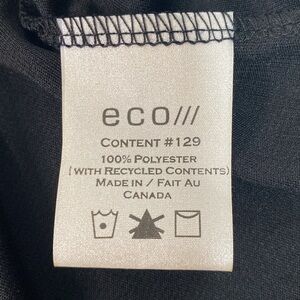 eco///
CONTENT #129
100% POLYESTER
(WITH RECYCLED CONTENTS)
MADE IN / FAIT AU
CANADA